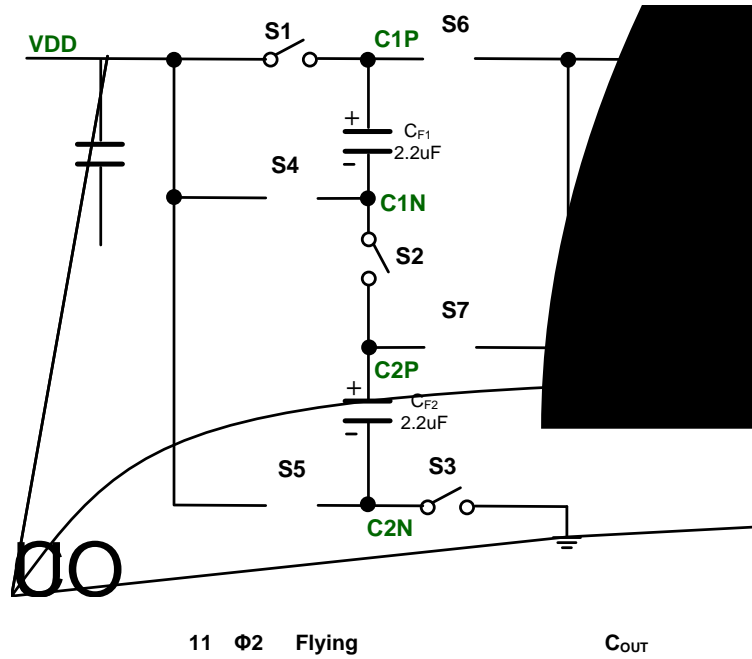 S1
C1P
S6
VDD
+
CF1
2.2uF
-
S4
C1N
S2
S7
C2P
+
CF2
2.2uF
-
S5
S3
C2N
11 Φ2 Flying COUT